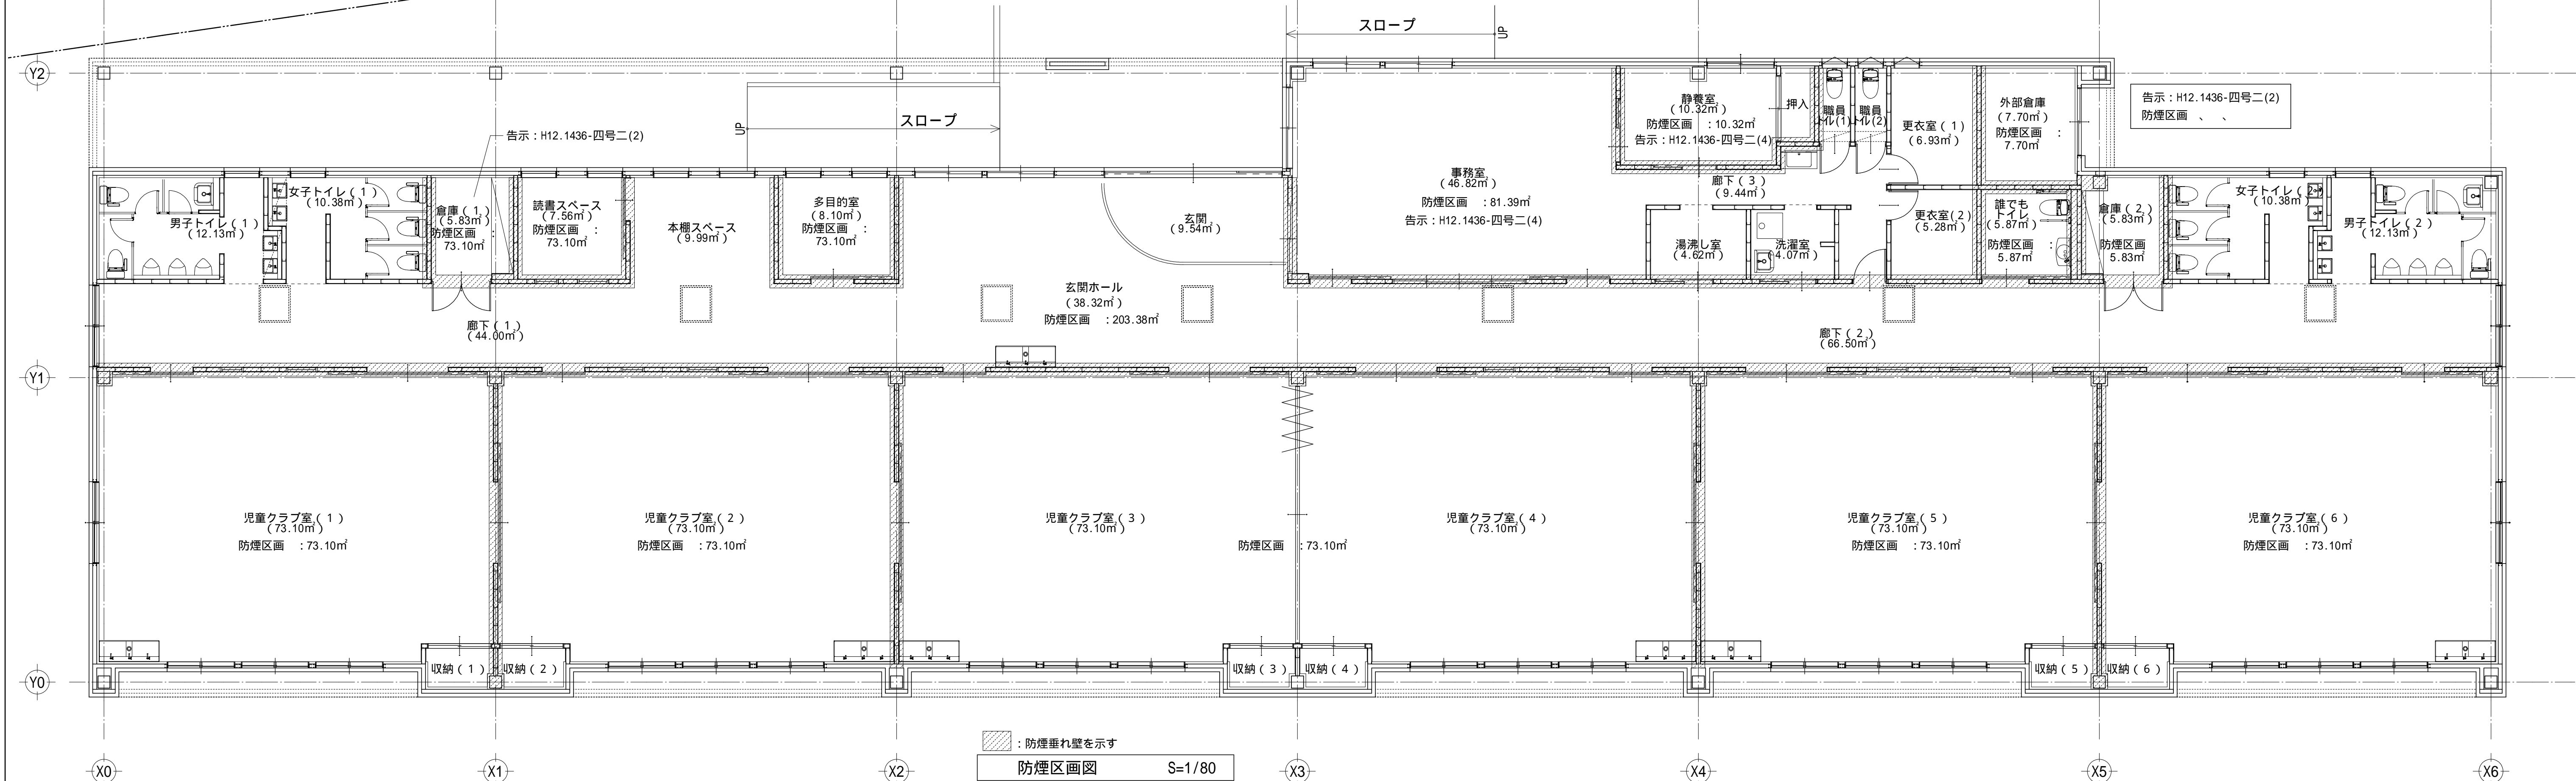 スロープ
UP
Y2
告示：H12.1436-四号ニ(2)
防煙区画　、　、
スロープ
UP
告示：H12.1436-四号ニ(2)
静養室
(10.32㎡)
防煙区画　：10.32㎡
告示：H12.1436-四号ニ(4)
押入
職員
トイレ(1)
職員
トイレ(2)
更衣室(1)
(6.93㎡)
外部倉庫
(7.70㎡)
防煙区画　：
7.70㎡
男子トイレ(1)
(12.13㎡)
女子トイレ(1)
(10.38㎡)
倉庫(1)
(5.83㎡)
防煙区画　：
73.10㎡
読書スペース
(7.56㎡)
防煙区画　：
73.10㎡
本棚スペース
(9.99㎡)
多目的室
(8.10㎡)
防煙区画　：
73.10㎡
玄関
(9.54㎡)
事務室
(46.82㎡)
防煙区画　：81.39㎡
告示：H12.1436-四号ニ(4)
廊下(3)
(9.44㎡)
湯沸し室
(4.62㎡)
洗濯室
(4.07㎡)
更衣室(2)
(5.28㎡)
誰でも
トイレ
(5.87㎡)
防煙区画　：
5.87㎡
倉庫(2)
(5.83㎡)
防煙区画
5.83㎡
女子トイレ(2)
(10.38㎡)
男子トイレ(2)
(12.13㎡)
廊下(1)
(44.00㎡)
玄関ホール
(38.32㎡)
防煙区画　：203.38㎡
廊下(2)
(66.50㎡)
Y1
児童クラブ室(1)
(73.10㎡)
防煙区画　：73.10㎡
児童クラブ室(2)
(73.10㎡)
防煙区画　：73.10㎡
児童クラブ室(3)
(73.10㎡)
防煙区画　：73.10㎡
児童クラブ室(4)
(73.10㎡)
児童クラブ室(5)
(73.10㎡)
防煙区画　：73.10㎡
児童クラブ室(6)
(73.10㎡)
防煙区画　：73.10㎡
収納(1)
収納(2)
収納(3)
収納(4)
収納(5)
収納(6)
Y0
：防煙垂れ壁を示す
防煙区画図　S=1/80
X0
X1
X2
X3
X4
X5
X6